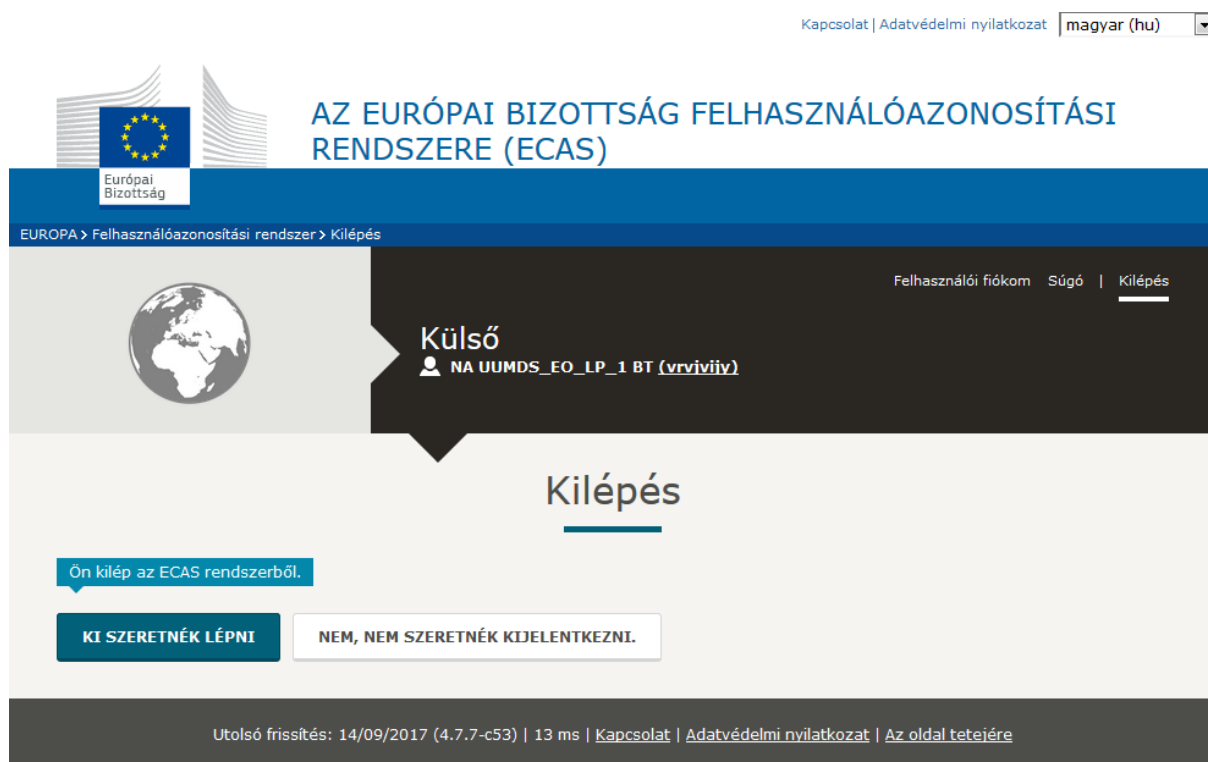 Kapcsolat | Adatvédelmi nyilatkozat magyar (hu)
AZ EURÓPAI BIZOTTSÁG FELHASZNÁLÓAZONOSÍTÁSI
RENDSZERE (ECAS)
Európai
Bizottság
EUROPA > Felhasználóazonosítási rendszer > Kilépés
Felhasználói fiókom Súgó | Kilépés
Külső
NA UUMDS_EO_LP_1 BT (vrvjvijv)
Kilépés
Ön kilép az ECAS rendszerből.
KI SZERETNÉK LÉPNI NEM, NEM SZERETNÉK KIJELENTKEZNI.
Utolsó frissítés: 14/09/2017 (4.7.7-c53) | 13 ms | Kapcsolat | Adatvédelmi nyilatkozat | Az oldal tetejére